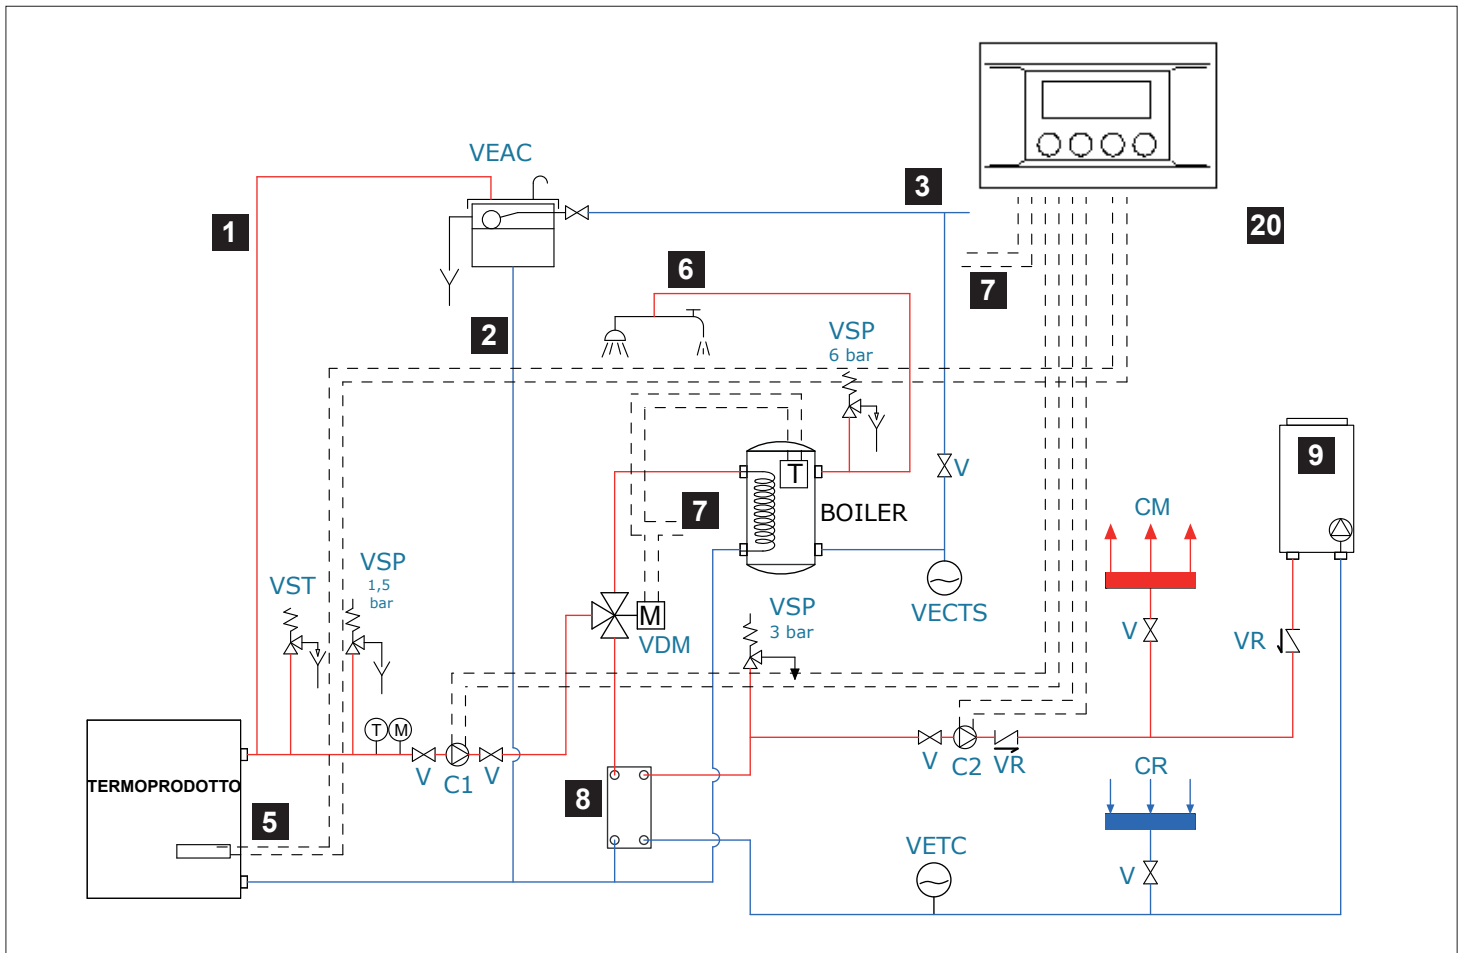 VEAC
3
1
20
6
7
2
VSP
6 bar
9
T
V
CM
7
BOILER
VSP
1,5
bar
VST
VECTS
VSP
3 bar
M
VDM
V
VR
T
M
V
C1
V
V
C2
VR
CR
TERMOPRODOTTO
8
5
VETC
V